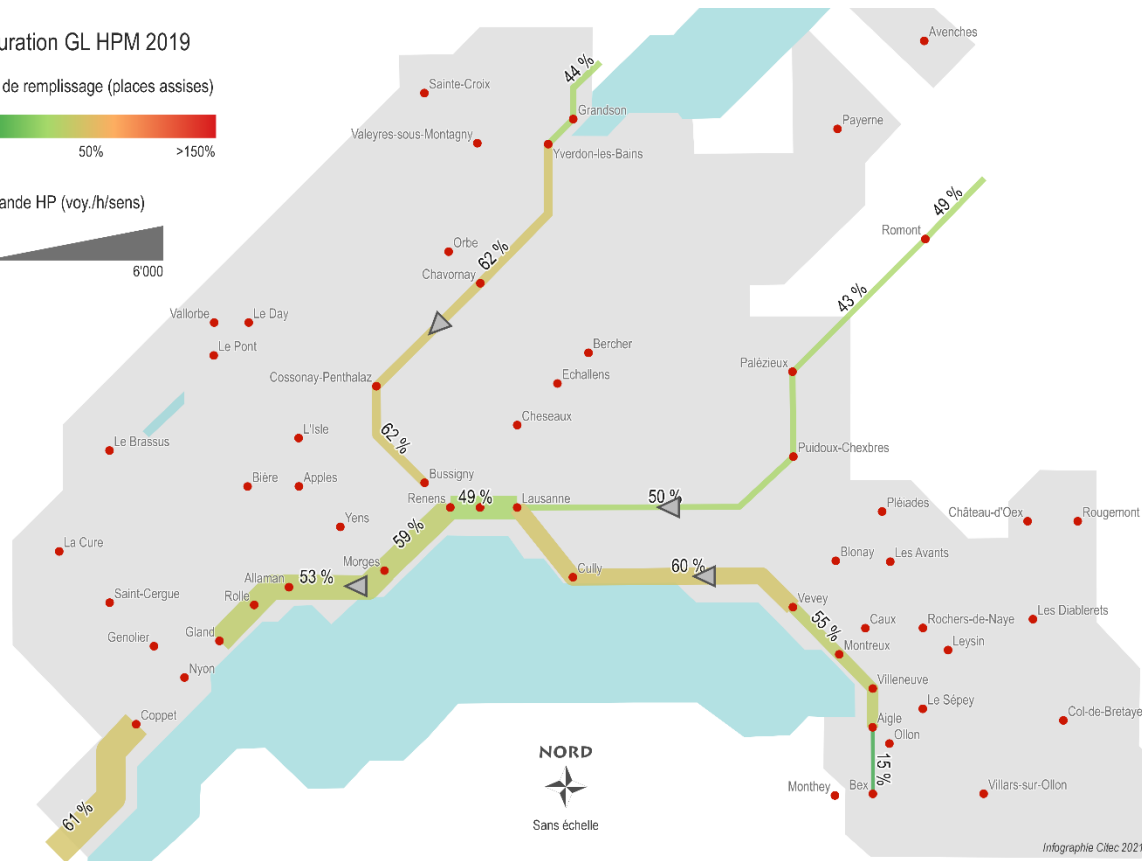 uration GL HPM 2019
de remplissage (places assises)
50%
>150%
ande HP (voy./h/sens)
6'000
Avenches
44 %
Sainte-Croix
Grandson
Payerne
Valeyres-sous-Montagny
Yverdon-les-Bains
49 %
Romont
Orbe
62 %
Chavornay
43 %
Vallorbe
Le Day
Le Pont
Bercher
Palézieux
Echallens
Cossonay-Penthalaz
Cheseaux
L'Isle
62 %
Le Brassus
Puidoux-Chexbres
Bière
Apples
Bussigny
Renens
49 %
Lausanne
50 %
Pléiades
Château-d'Oex
Rougemont
Yens
59 %
La Cure
Blonay
Les Avants
Morges
Cully
60 %
Allaman
53 %
Saint-Cergue
Rolle
Vevey
Les Diablerets
55 %
Caux
Rochers-de-Naye
Genolier
Gland
Montreux
Leysin
Nyon
Villeneuve
Le Sépey
Coppet
Aigle
Col-de-Bretaye
Ollon
NORD
15 %
Monthey
Bex
Villars-sur-Ollon
61 %
Sans échelle
Infographie Citec 2021